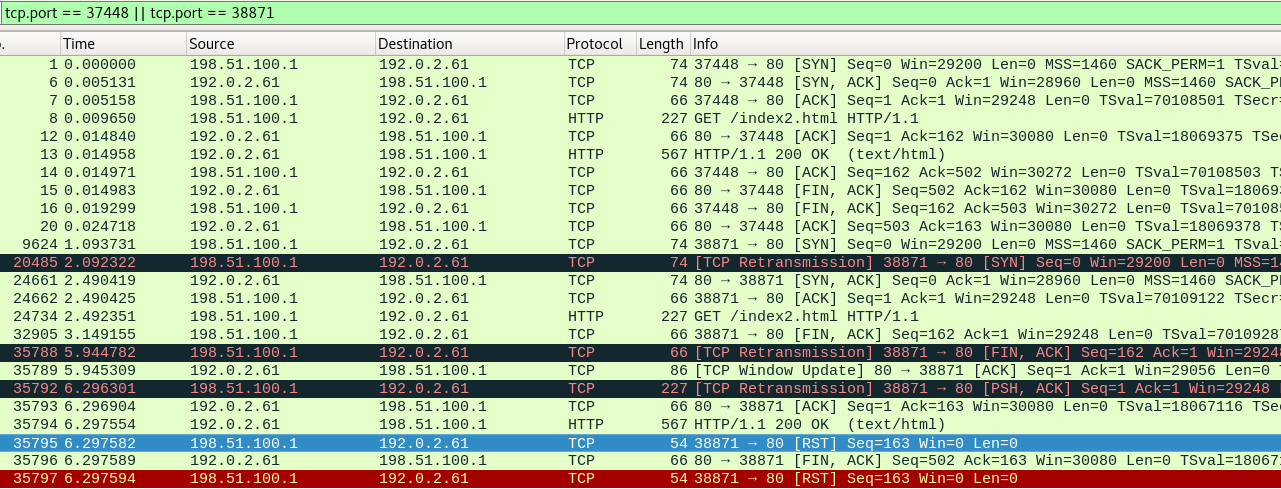 tcp.port == 37448 || tcp.port == 38871
Time Source Destination Protocol Length Info
1 0.000000 198.51.100.1 192.0.2.61 TCP 74 37448 → 80 [SYN] Seq=0 Win=29200 Len=0 MSS=1460 SACK_PERM=1 TSval=
6 0.005131 192.0.2.61 198.51.100.1 TCP 74 80 → 37448 [SYN, ACK] Seq=0 Ack=1 Win=28960 Len=0 MSS=1460 SACK_P
7 0.005158 198.51.100.1 192.0.2.61 TCP 66 37448 → 80 [ACK] Seq=1 Ack=1 Win=29248 Len=0 TSval=70108501 TSecr=
8 0.009650 198.51.100.1 192.0.2.61 HTTP 227 GET /index2.html HTTP/1.1
12 0.014840 192.0.2.61 198.51.100.1 TCP 66 80 → 37448 [ACK] Seq=1 Ack=162 Win=30080 Len=0 TSval=18069375 TSe
13 0.014958 192.0.2.61 198.51.100.1 HTTP 567 HTTP/1.1 200 OK (text/html)
14 0.014971 198.51.100.1 192.0.2.61 TCP 66 37448 → 80 [ACK] Seq=162 Ack=502 Win=30272 Len=0 TSval=70108503 T
15 0.014983 192.0.2.61 198.51.100.1 TCP 66 80 → 37448 [FIN, ACK] Seq=502 Ack=162 Win=30080 Len=0 TSval=18069
16 0.019299 198.51.100.1 192.0.2.61 TCP 66 37448 → 80 [FIN, ACK] Seq=162 Ack=503 Win=30272 Len=0 TSval=70108
20 0.024718 192.0.2.61 198.51.100.1 TCP 66 80 → 37448 [ACK] Seq=503 Ack=163 Win=30080 Len=0 TSval=18069378 T
9624 1.093731 198.51.100.1 192.0.2.61 TCP 74 38871 → 80 [SYN] Seq=0 Win=29200 Len=0 MSS=1460 SACK_PERM=1 TSval=
20485 2.092322 198.51.100.1 192.0.2.61 TCP 74 [TCP Retransmission] 38871 → 80 [SYN] Seq=0 Win=29200 Len=0 MSS=1
24661 2.490419 192.0.2.61 198.51.100.1 TCP 74 80 → 38871 [SYN, ACK] Seq=0 Ack=1 Win=28960 Len=0 MSS=1460 SACK_P
24662 2.490425 198.51.100.1 192.0.2.61 TCP 66 38871 → 80 [ACK] Seq=1 Ack=1 Win=29248 Len=0 TSval=70109122 TSecr=
24734 2.492351 198.51.100.1 192.0.2.61 HTTP 227 GET /index2.html HTTP/1.1
32905 3.149155 198.51.100.1 192.0.2.61 TCP 66 38871 → 80 [FIN, ACK] Seq=162 Ack=1 Win=29248 Len=0 TSval=7010928
35788 5.944782 198.51.100.1 192.0.2.61 TCP 66 [TCP Retransmission] 38871 → 80 [FIN, ACK] Seq=162 Ack=1 Win=2924
35789 5.945309 192.0.2.61 198.51.100.1 TCP 86 [TCP Window Update] 80 → 38871 [ACK] Seq=1 Ack=1 Win=29056 Len=0 T
35792 6.296301 198.51.100.1 192.0.2.61 TCP 227 [TCP Retransmission] 38871 → 80 [PSH, ACK] Seq=1 Ack=1 Win=29248
35793 6.296904 192.0.2.61 198.51.100.1 TCP 66 80 → 38871 [ACK] Seq=1 Ack=163 Win=30080 Len=0 TSval=18067116 TSe
35794 6.297554 192.0.2.61 198.51.100.1 HTTP 567 HTTP/1.1 200 OK (text/html)
35795 6.297582 198.51.100.1 192.0.2.61 TCP 54 38871 → 80 [RST] Seq=163 Win=0 Len=0
35796 6.297589 192.0.2.61 198.51.100.1 TCP 66 80 → 38871 [FIN, ACK] Seq=502 Ack=163 Win=30080 Len=0 TSval=1806
35797 6.297594 198.51.100.1 192.0.2.61 TCP 54 38871 → 80 [RST] Seq=163 Win=0 Len=0